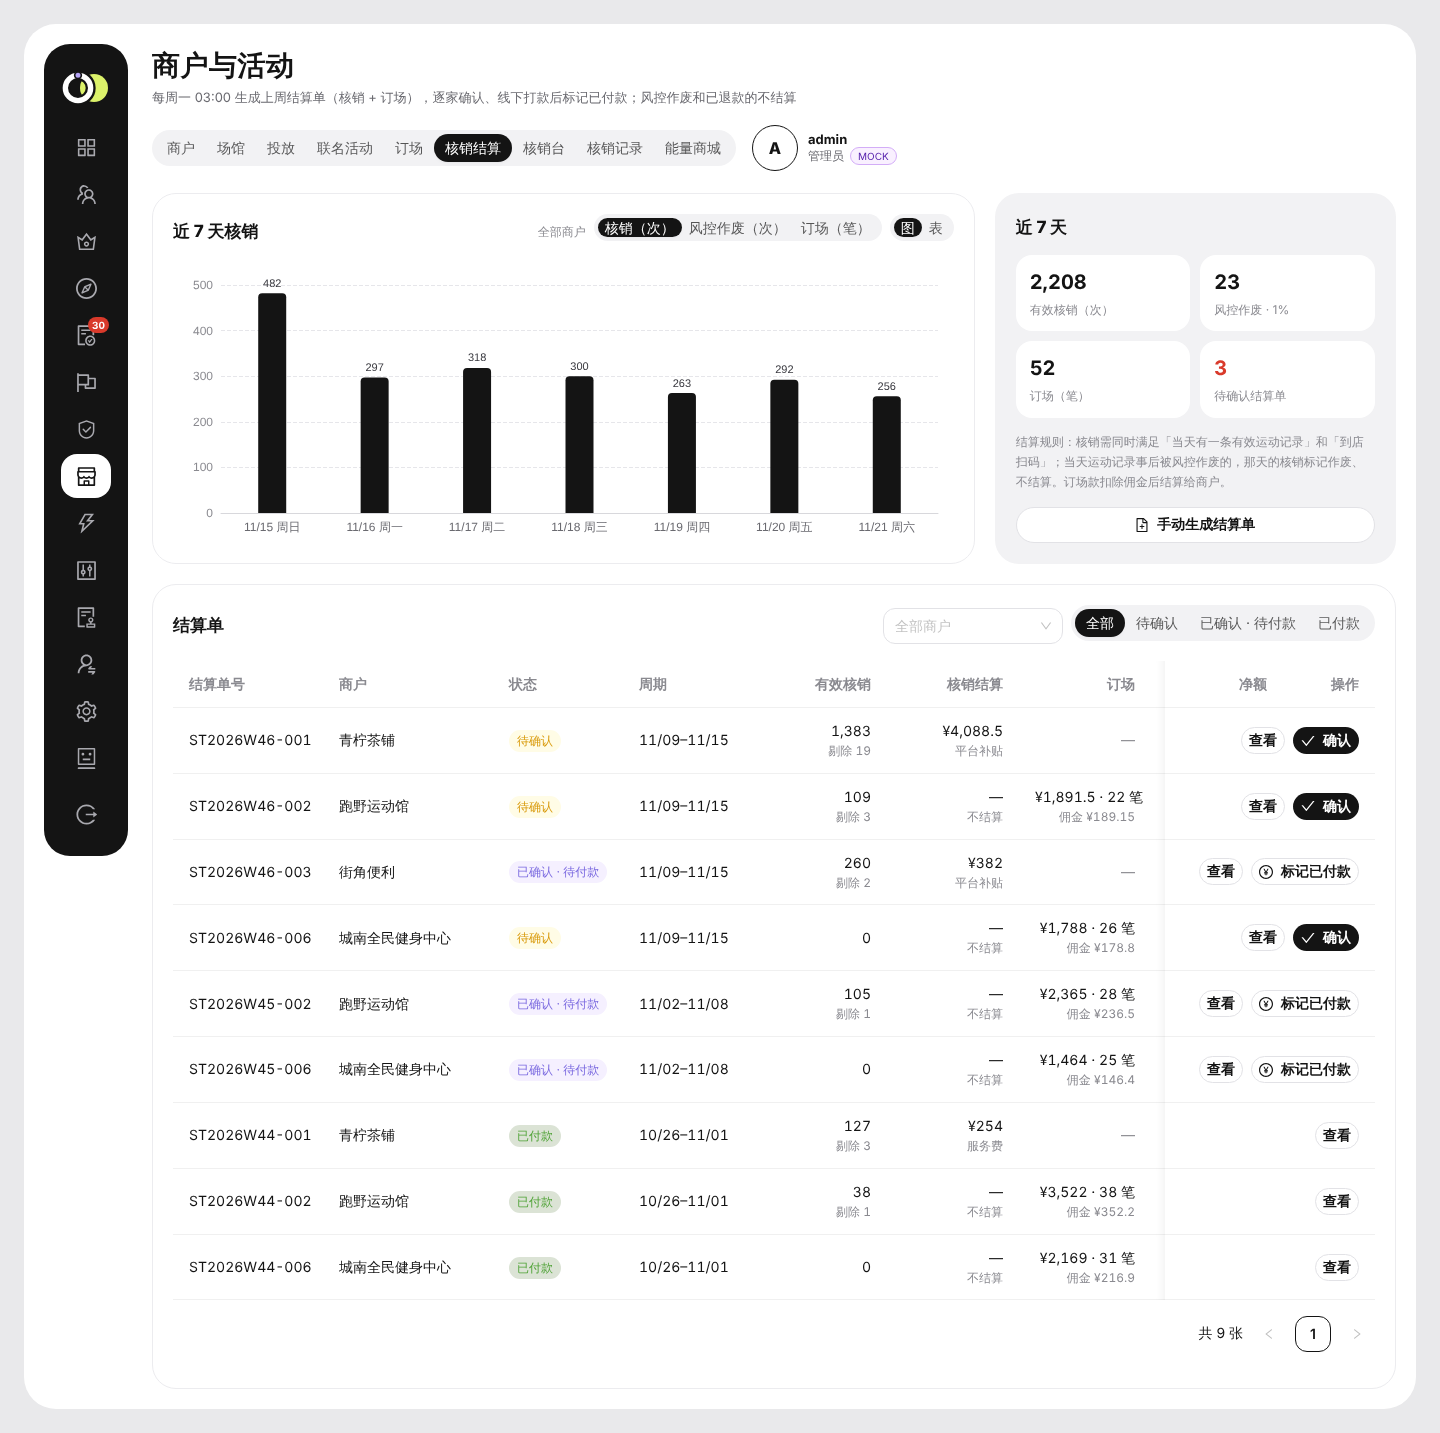 商户与活动
每周一 03:00 生成上周结算单（核销 + 订场），逐家确认、线下打款后标记已付款；风控作废和已退款的不结算
商户 场馆 投放 联名活动 订场 核销结算 核销台 核销记录 能量商城
A
admin
管理员 MOCK
30
近 7 天核销
全部商户 核销（次） 风控作废（次） 订场（笔） 图 表
500
400
300
200
100
0
482
297
318
300
263
292
256
11/15 周日 11/16 周一 11/17 周二 11/18 周三 11/19 周四 11/20 周五 11/21 周六
近 7 天
2,208
有效核销（次）
23
风控作废 · 1%
52
订场（笔）
3
待确认结算单
结算规则：核销需同时满足「当天有一条有效运动记录」和「到店
扫码」；当天运动记录事后被风控作废的，那天的核销标记作废、
不结算。订场款扣除佣金后结算给商户。
手动生成结算单
结算单
全部商户 全部 待确认 已确认 · 待付款 已付款
结算单号 商户 状态 周期 有效核销 核销结算 订场 净额 操作
ST2026W46-001 青柠茶铺 待确认 11/09–11/15 1,383 ¥4,088.5 — 查看 确认
剔除 19 平台补贴
ST2026W46-002 跑野运动馆 待确认 11/09–11/15 109 — ¥1,891.5 · 22 笔 查看 确认
剔除 3 不结算 佣金 ¥189.15
ST2026W46-003 街角便利 已确认 · 待付款 11/09–11/15 260 ¥382 — 查看 标记已付款
剔除 2 平台补贴
ST2026W46-006 城南全民健身中心 待确认 11/09–11/15 0 — ¥1,788 · 26 笔 查看 确认
不结算 佣金 ¥178.8
ST2026W45-002 跑野运动馆 已确认 · 待付款 11/02–11/08 105 — ¥2,365 · 28 笔 查看 标记已付款
剔除 1 不结算 佣金 ¥236.5
ST2026W45-006 城南全民健身中心 已确认 · 待付款 11/02–11/08 0 — ¥1,464 · 25 笔 查看 标记已付款
不结算 佣金 ¥146.4
ST2026W44-001 青柠茶铺 已付款 10/26–11/01 127 ¥254 — 查看
剔除 3 服务费
ST2026W44-002 跑野运动馆 已付款 10/26–11/01 38 — ¥3,522 · 38 笔 查看
剔除 1 不结算 佣金 ¥352.2
ST2026W44-006 城南全民健身中心 已付款 10/26–11/01 0 — ¥2,169 · 31 笔 查看
不结算 佣金 ¥216.9
共 9 张 1